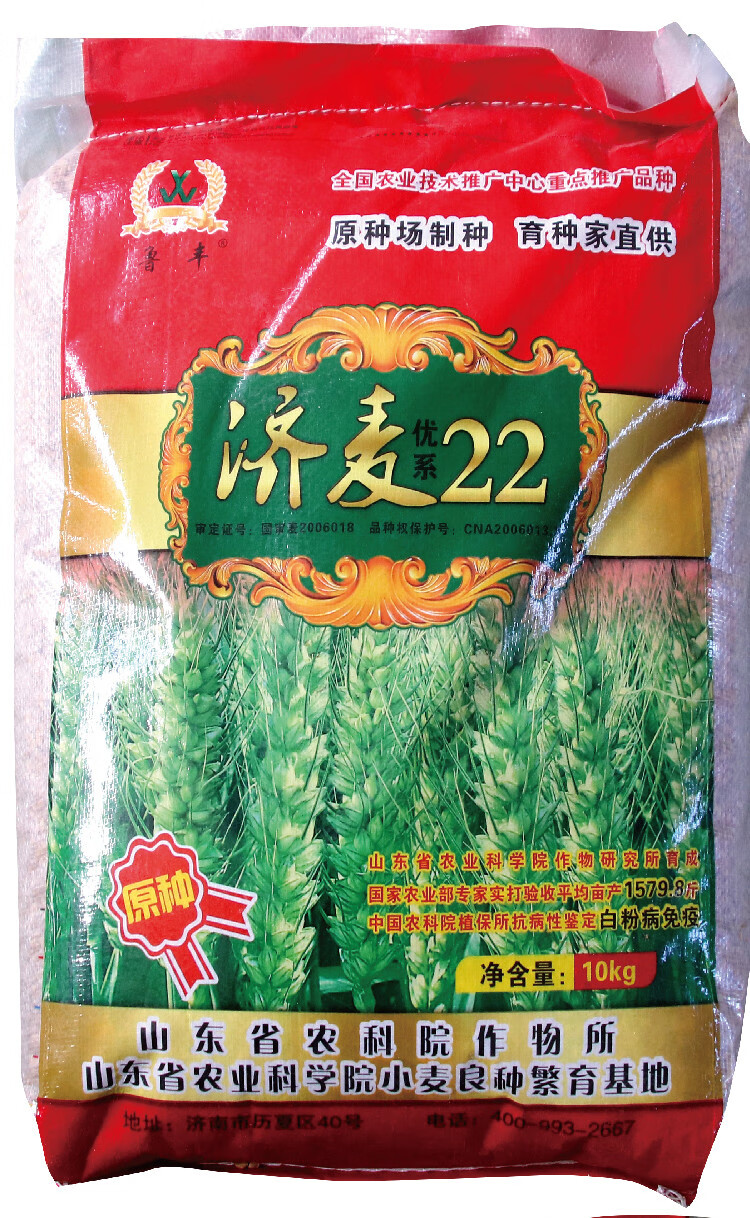 全国农业技术推广中心重点推广品种
原种场制种 育种家直供
鲁丰®
济麦优系22
审定证号：国审麦2006018 品种权保护号：CNA2006013
原种
山东省农业科学院作物研究所育成
国家农业部专家实打验收平均亩产1579.8斤
中国农科院植保所抗病性鉴定白粉病免疫
净含量：10kg
山东省农科院作物所
山东省农业科学院小麦良种繁育基地
地址：济南市历夏区40号 电话：400-993-2667